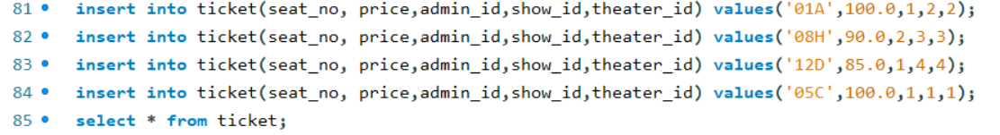 81 • insert into ticket(seat_no, price,admin_id,show_id,theater_id) values('01A',100.0,1,2,2);
82 • insert into ticket(seat_no, price,admin_id,show_id,theater_id) values('08H',90.0,2,3,3);
83 • insert into ticket(seat_no, price,admin_id,show_id,theater_id) values('12D',85.0,1,4,4);
84 • insert into ticket(seat_no, price,admin_id,show_id,theater_id) values('05C',100.0,1,1,1);
85 • select * from ticket;